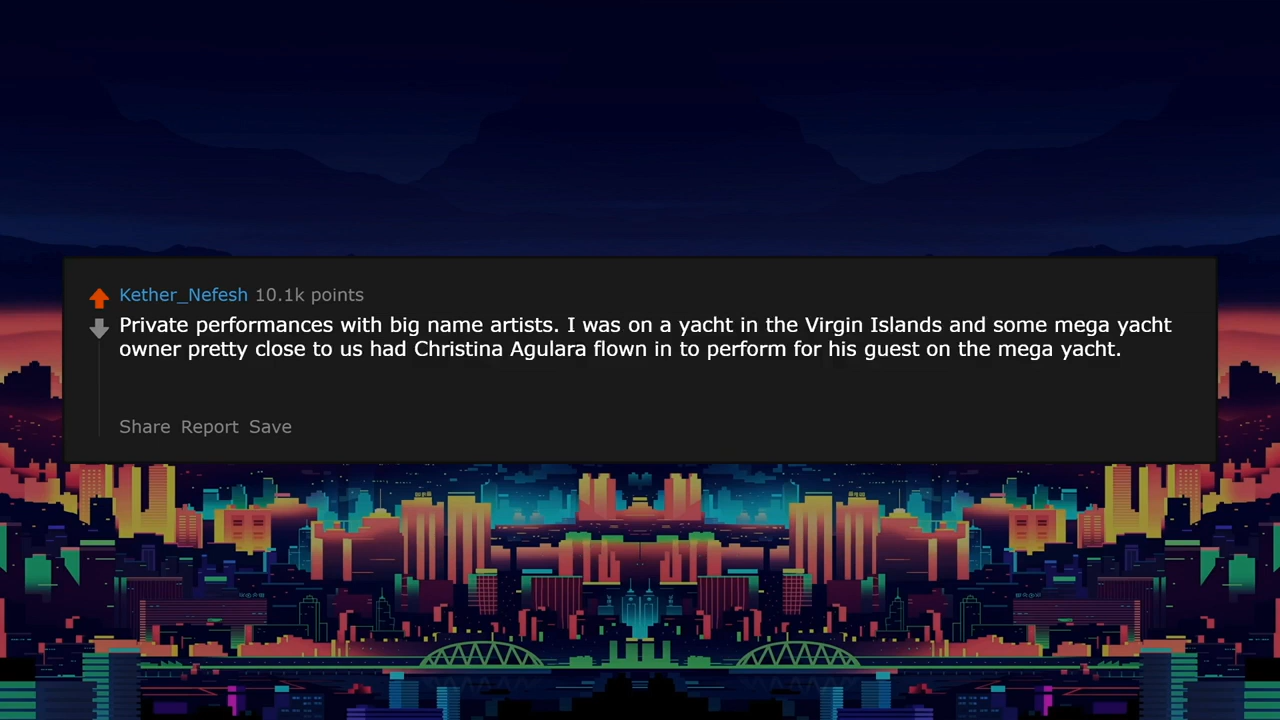 Kether_Nefesh 10.1k points
Private performances with big name artists. I was on a yacht in the Virgin Islands and some mega yacht
owner pretty close to us had Christina Agulara flown in to perform for his guest on the mega yacht.
Share Report Save